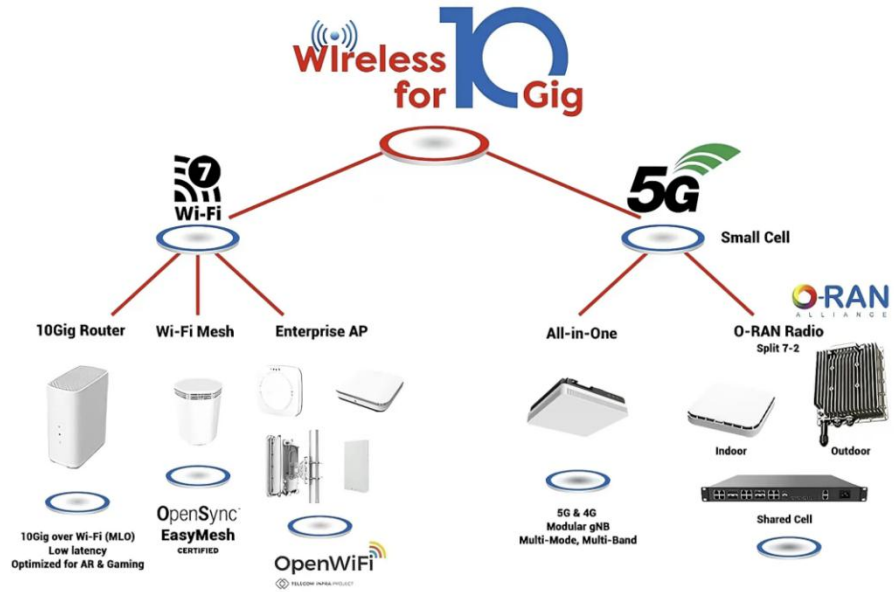 WIreless
for
10
Gig
7
Wi-Fi
5G
Small Cell
10Gig Router
Wi-Fi Mesh
Enterprise AP
All-in-One
O-RAN
ALLIANCE
O-RAN Radio
Split 7-2
Indoor
Outdoor
Shared Cell
10Gig over Wi-Fi (MLO)
Low latency
Optimized for AR & Gaming
OpenSync
EasyMesh
CERTIFIED
OpenWiFi
TELECOM INFRA PROJECT
5G & 4G
Modular gNB
Multi-Mode, Multi-Band